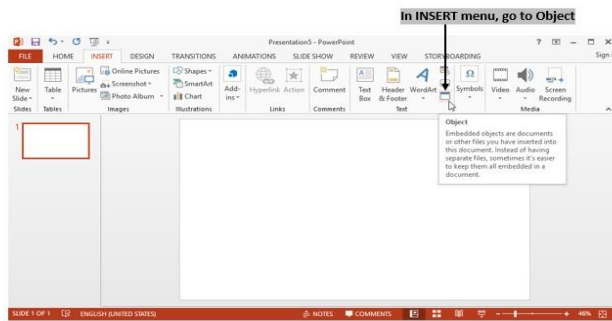 In INSERT menu, go to Object
Presentation5 - PowerPoint
Sign
FILE HOME INSERT DESIGN TRANSITIONS ANIMATIONS SLIDE SHOW REVIEW VIEW STORYBOARDING
New Slide
Table
Pictures
Online Pictures
Screenshot
Photo Album
Shapes
SmartArt
Chart
Add-ins
Hyperlink
Action
Comment
Text Box
Header & Footer
WordArt
Symbols
Video
Audio
Screen Recording
Slides Tables Images Illustrations Links Comments Text Media
Object
Embedded objects are documents
or other files you have inserted into
this document. Instead of having
separate files, sometimes it's easier
to keep them all embedded in a
document.
1
SLIDE 1 OF 1 ENGLISH (UNITED STATES) NOTES COMMENTS 46%